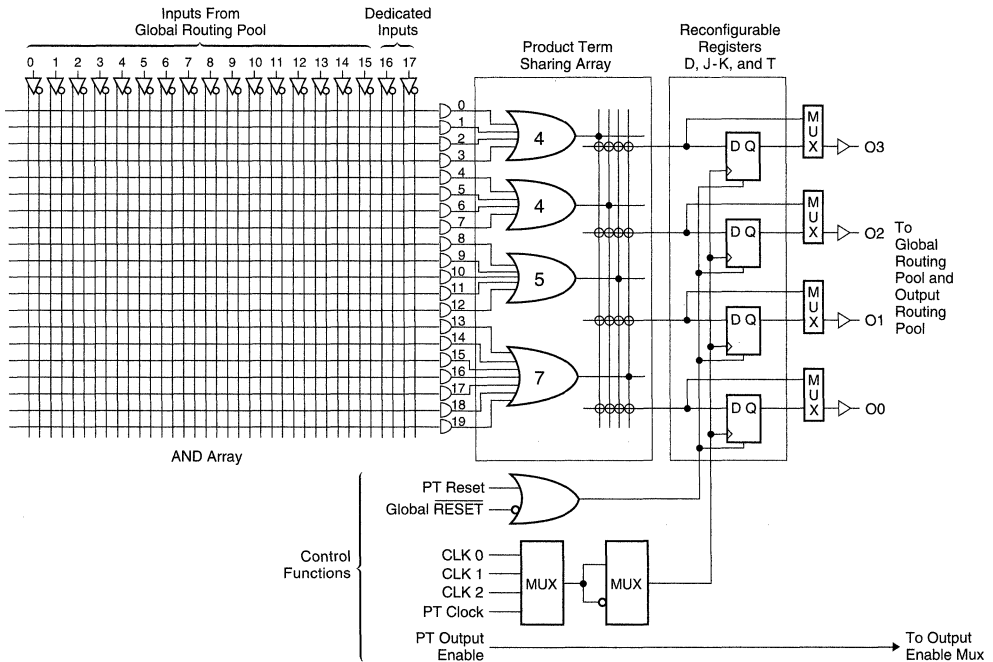 Inputs From
Global Routing Pool
Dedicated
Inputs
0 1 2 3 4 5 6 7 8 9 10 11 12 13 14 15 16 17
Product Term
Sharing Array
Reconfigurable
Registers
D, J-K, and T
0
1
2
3
4
5
6
7
8
9
10
11
12
13
14
15
16
17
18
19
4
4
5
7
D Q
MUX
O3
D Q
MUX
O2
D Q
MUX
O1
D Q
MUX
O0
To
Global
Routing
Pool and
Output
Routing
Pool
AND Array
Control
Functions
PT Reset
Global RESET
CLK 0
CLK 1
CLK 2
PT Clock
MUX
MUX
PT Output
Enable
To Output
Enable Mux